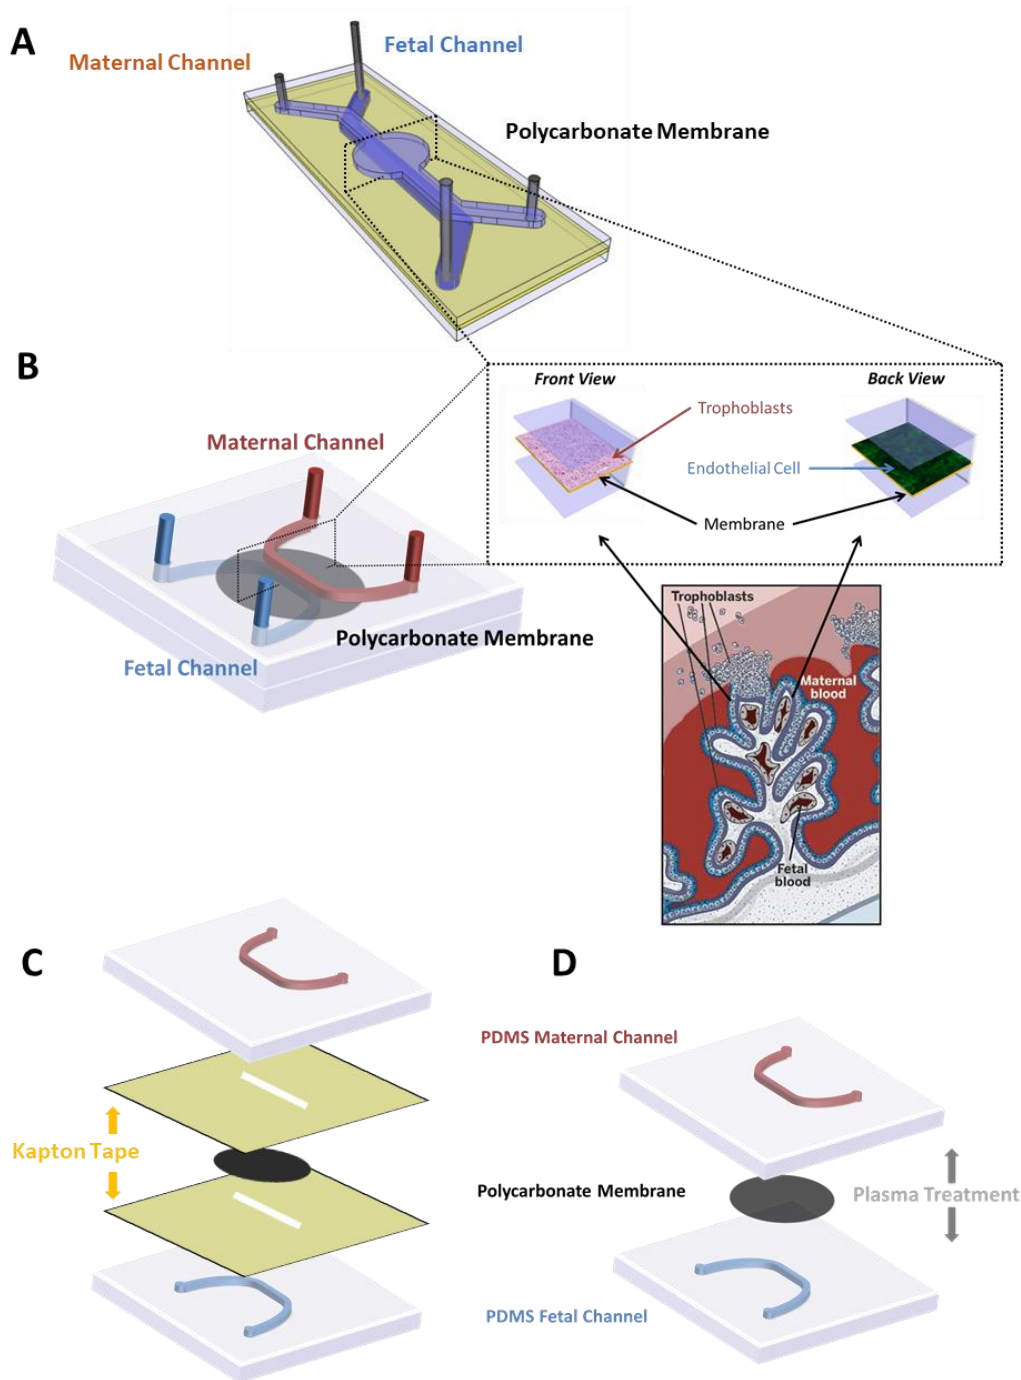 A
Fetal Channel
Maternal Channel
Polycarbonate Membrane
B
Front View
Back View
Trophoblasts
Endothelial Cell
Membrane
Maternal Channel
Polycarbonate Membrane
Fetal Channel
Trophoblasts
Maternal
blood
Fetal
blood
C
D
PDMS Maternal Channel
Kapton Tape
Polycarbonate Membrane
Plasma Treatment
PDMS Fetal Channel